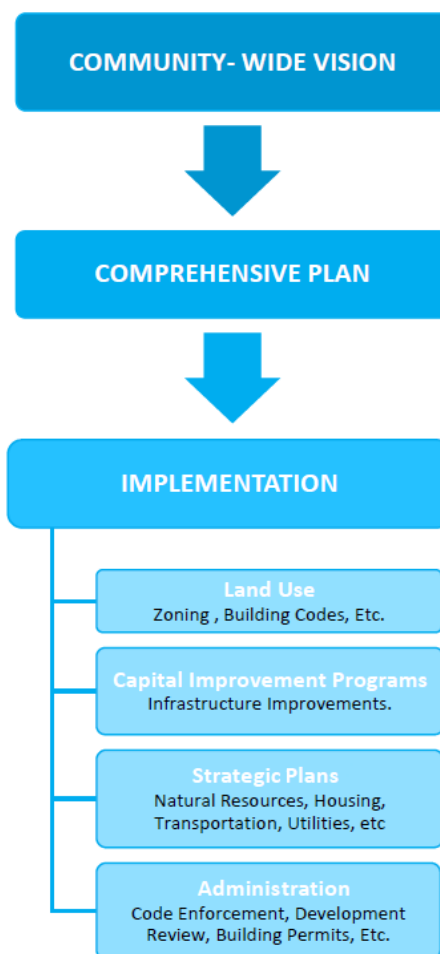 COMMUNITY- WIDE VISION
COMPREHENSIVE PLAN
IMPLEMENTATION
Land Use
Zoning , Building Codes, Etc.
Capital Improvement Programs
Infrastructure Improvements.
Strategic Plans
Natural Resources, Housing,
Transportation, Utilities, etc
Administration
Code Enforcement, Development
Review, Building Permits, Etc.